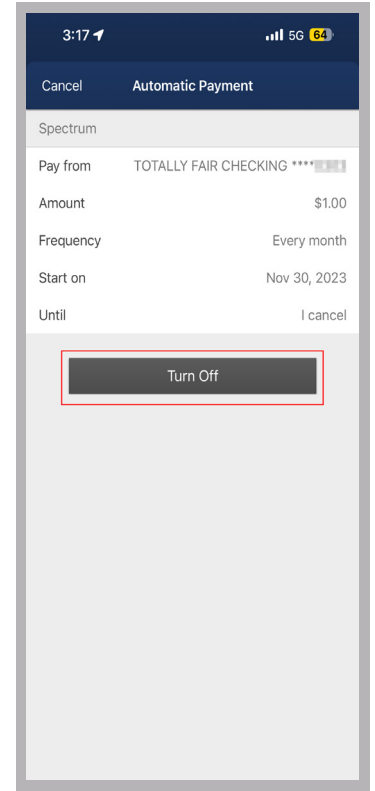 3:17 5G 64
Cancel Automatic Payment
Spectrum
Pay from TOTALLY FAIR CHECKING ****
Amount $1.00
Frequency Every month
Start on Nov 30, 2023
Until I cancel
Turn Off